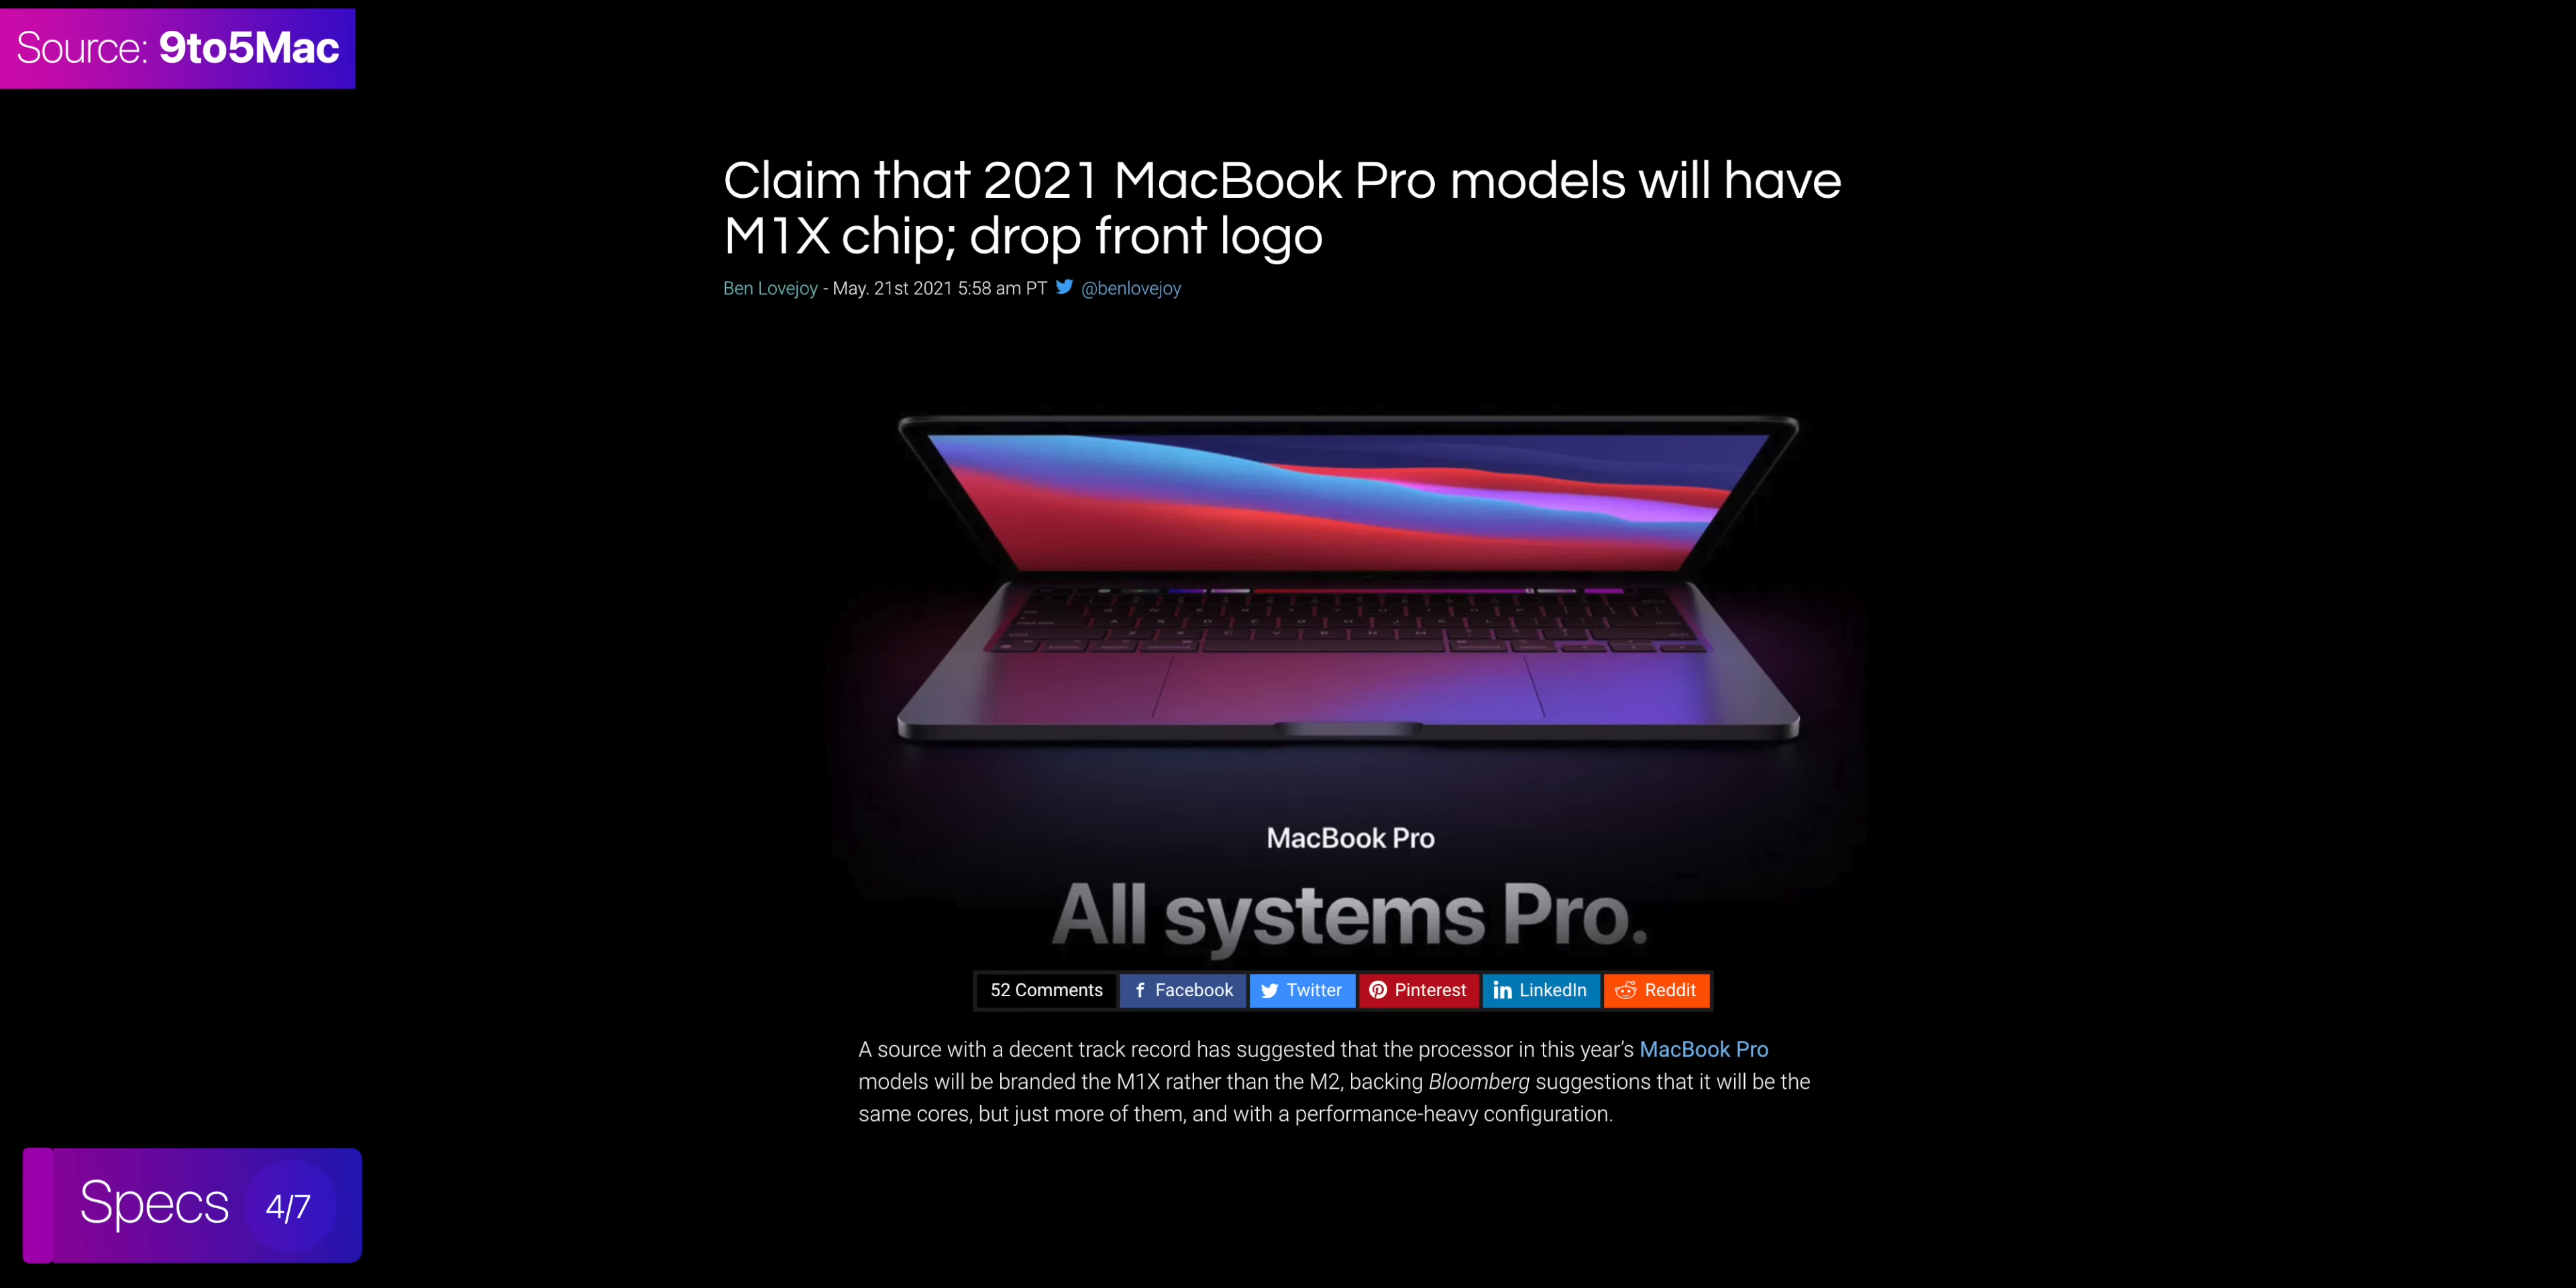 Source: 9to5Mac
Claim that 2021 MacBook Pro models will have
M1X chip; drop front logo
Ben Lovejoy - May. 21st 2021 5:58 am PT @benlovejoy
MacBook Pro
All systems Pro.
52 Comments Facebook Twitter Pinterest LinkedIn Reddit
A source with a decent track record has suggested that the processor in this year’s MacBook Pro
models will be branded the M1X rather than the M2, backing Bloomberg suggestions that it will be the
same cores, but just more of them, and with a performance-heavy configuration.
Specs 4/7